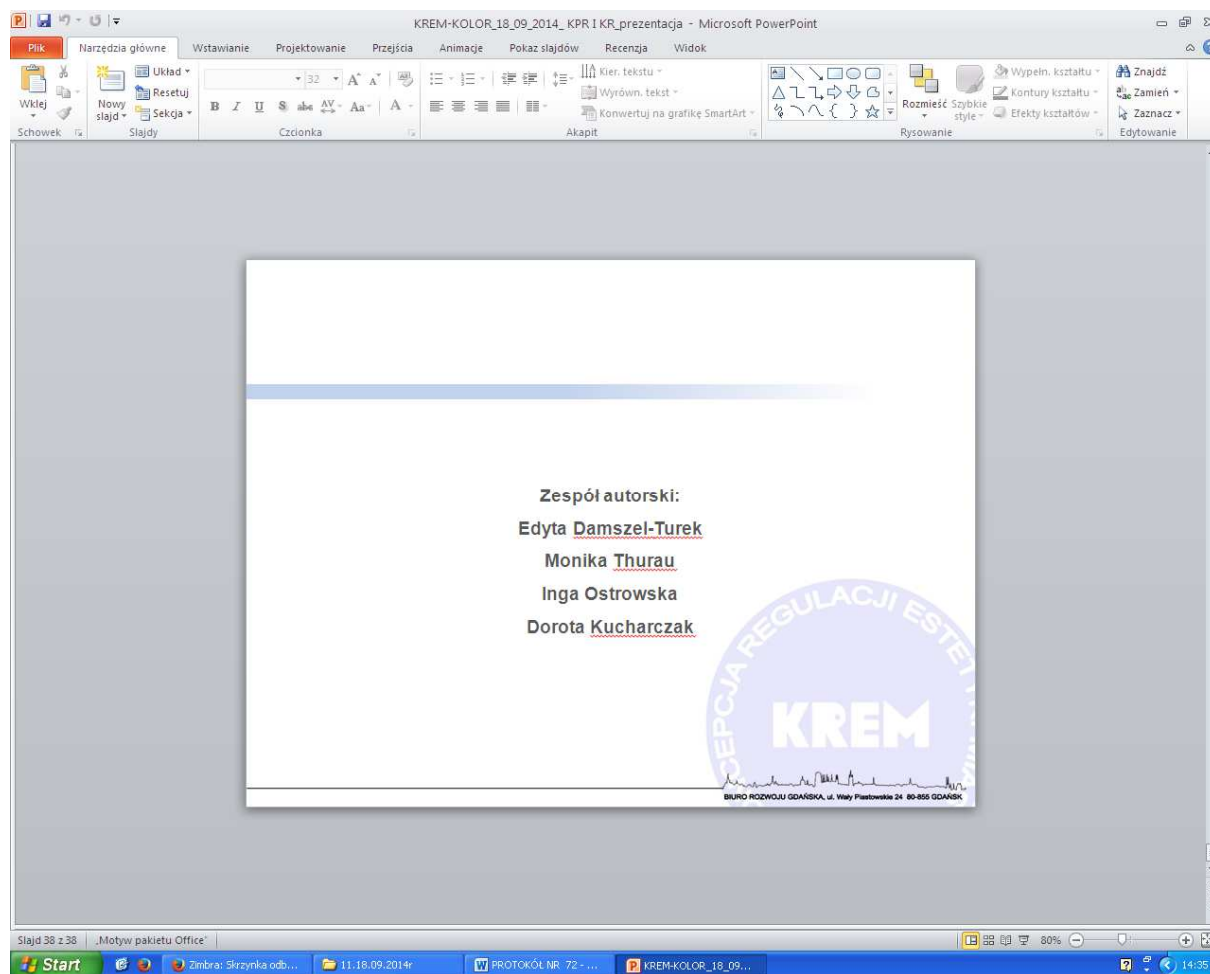 KREM-KOLOR_18_09_2014_ KPR I KR_prezentacja - Microsoft PowerPoint
Plik Narzędzia główne Wstawianie Projektowanie Przejścia Animacje Pokaz slajdów Recenzja Widok
Wklej
Schowek
Nowy slajd
Układ
Resetuj
Sekcja
Slajdy
32
Czcionka
Kier. tekstu
Wyrówn. tekst
Konwertuj na grafikę SmartArt
Akapit
Rozmieść
Szybkie style
Wypełn. kształtu
Kontury kształtu
Efekty kształtów
Rysowanie
Znajdź
Zamień
Zaznacz
Edytowanie
Zespół autorski:
Edyta Damszel-Turek
Monika Thurau
Inga Ostrowska
Dorota Kucharczak
REGULACJI
KREM
BIURO ROZWOJU GDAŃSKA, ul. Wały Piastowskie 24 80-855 GDAŃSK
Slajd 38 z 38 „Motyw pakietu Office” 80%
Start Zimbra: Skrzynka odb... 11.18.09.2014r PROTOKÓŁ NR 72 - ... KREM-KOLOR_18_09... 14:35